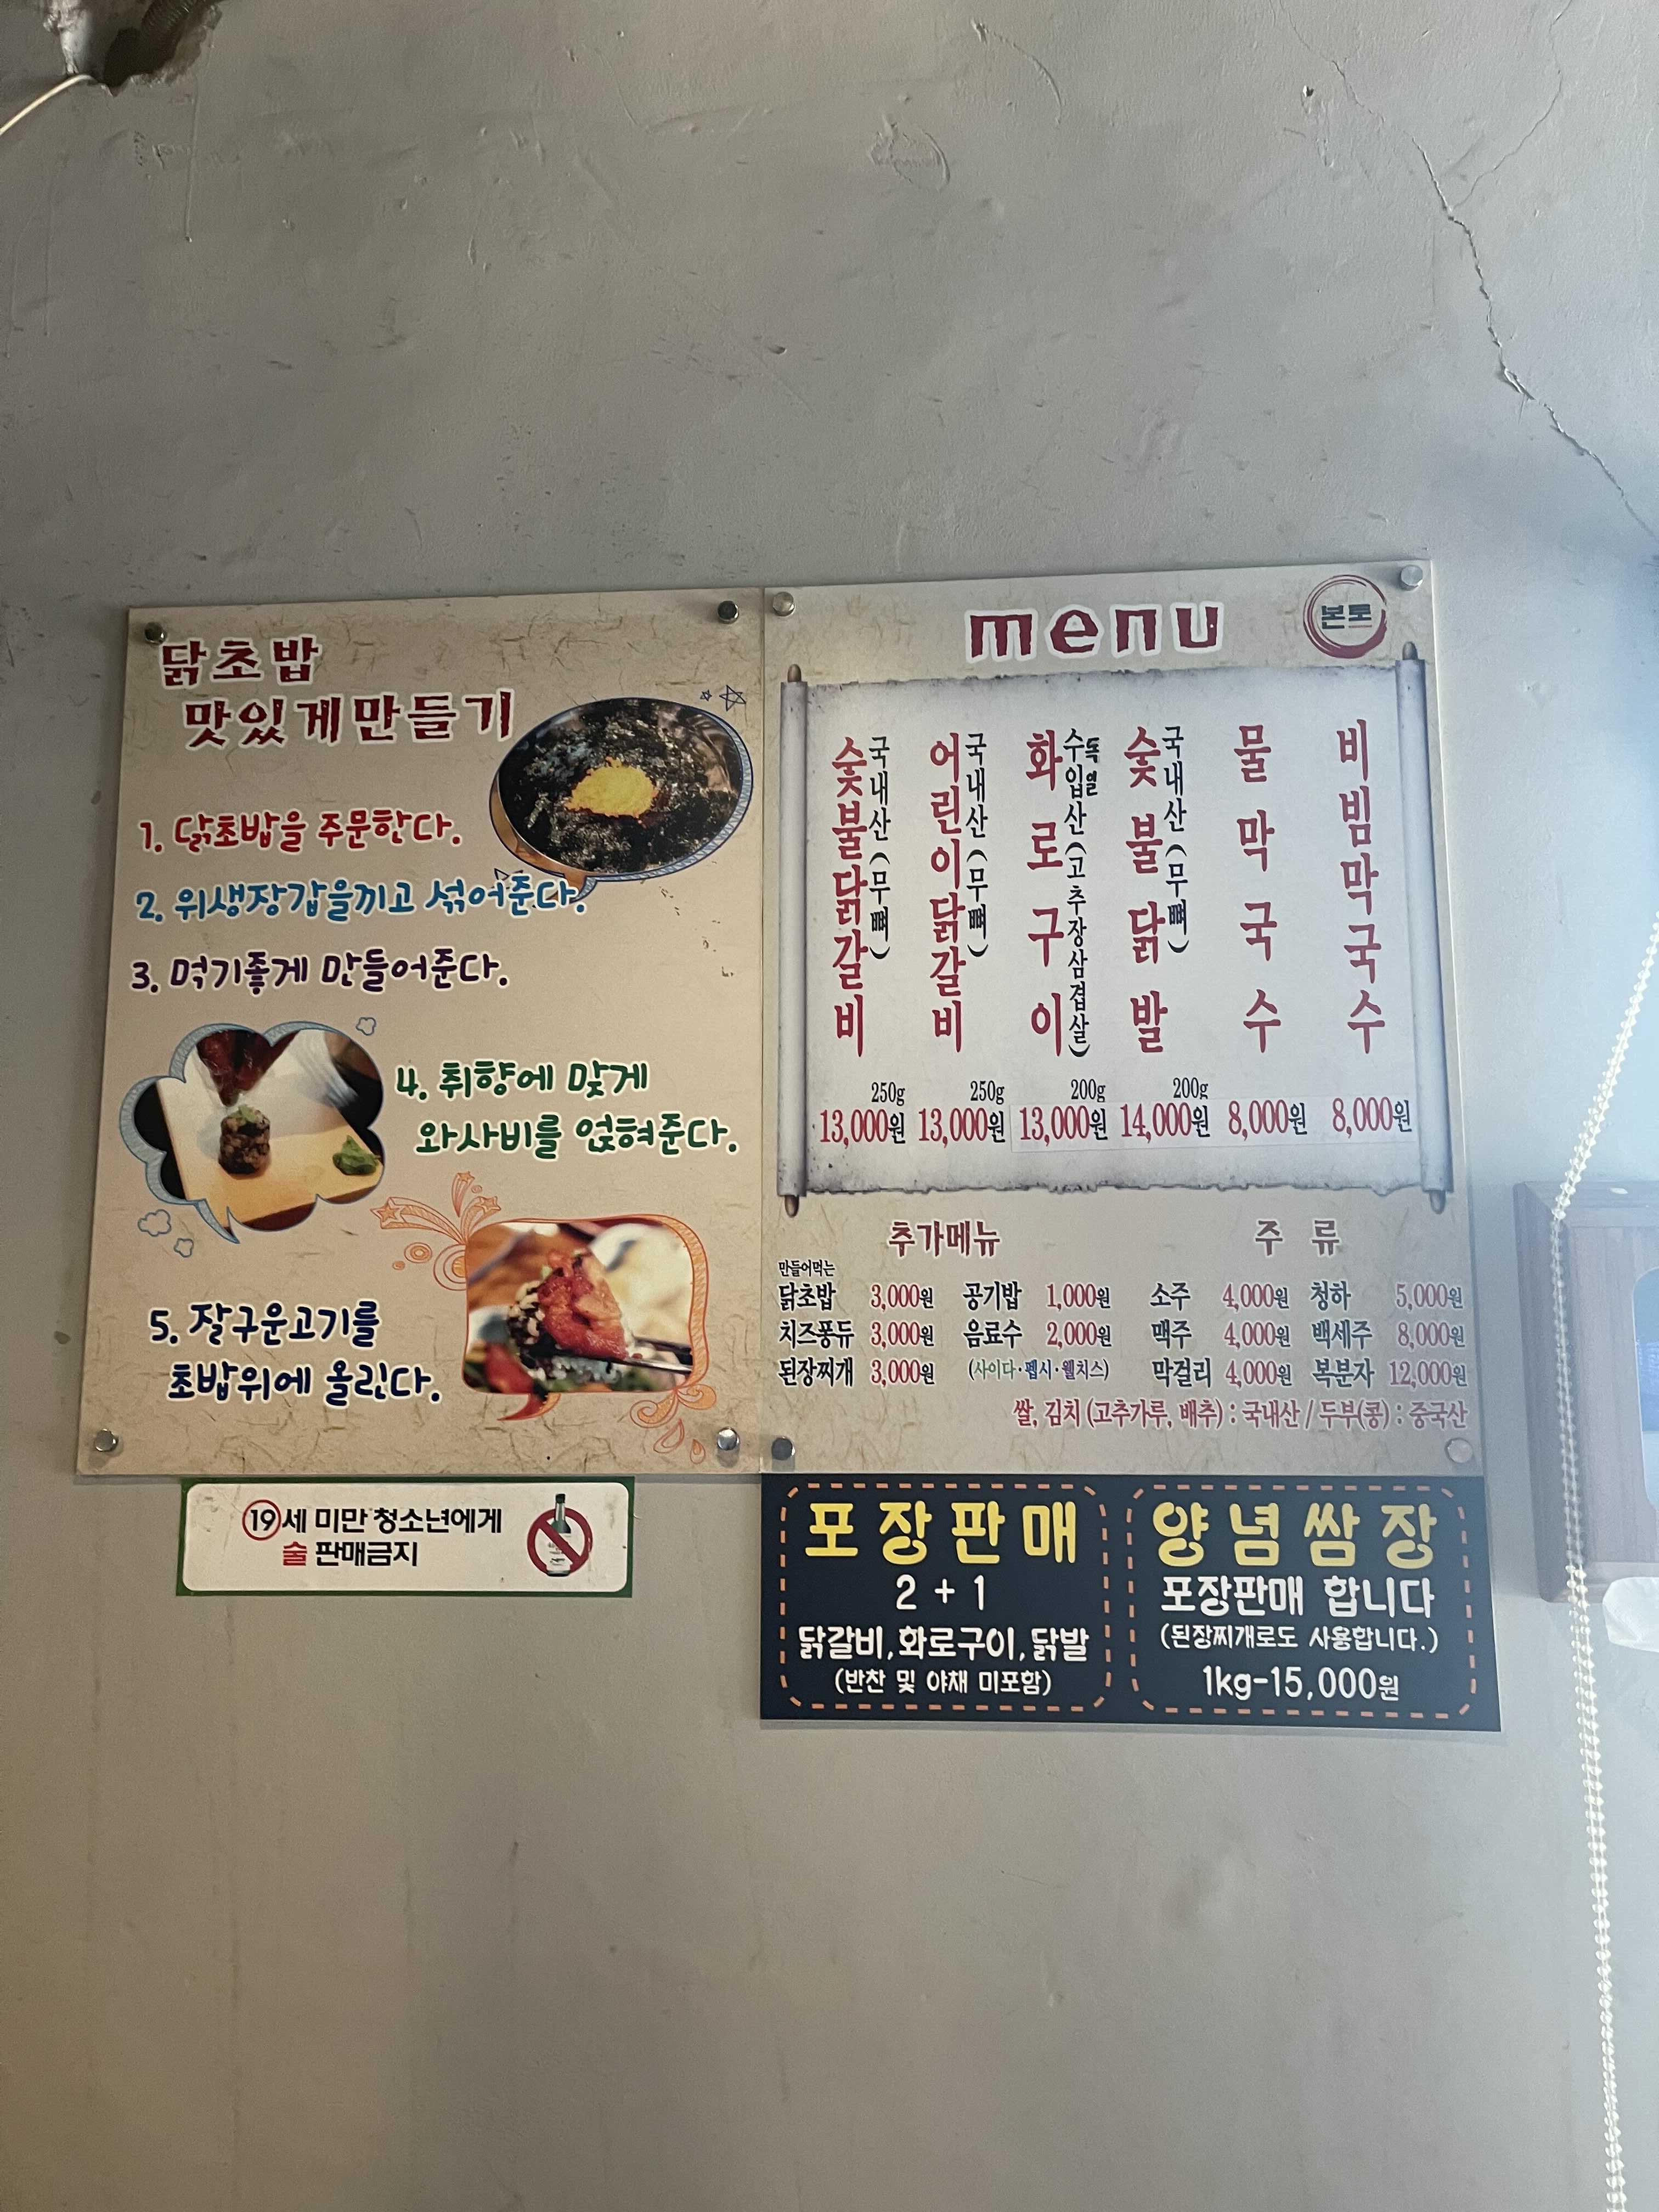 닭초밥
맛있게만들기
1. 닭초밥을 주문한다.
2. 위생장갑을끼고 섞어준다.
3. 먹기좋게 만들어준다.
4. 취향에 맞게
와사비를 얹혀준다.
5. 잘구운고기를
초밥위에 올린다.
19세 미만 청소년에게
술 판매금지
menu
본토
숯불닭갈비
국내산(무뼈)
250g
13,000원
어린이닭갈비
국내산(무뼈)
250g
13,000원
화로구이
수입산(고추장삼겹살)
독일
200g
13,000원
숯불닭발
국내산(무뼈)
200g
14,000원
물막국수
8,000원
비빔막국수
8,000원
추가메뉴
만들어먹는
닭초밥 3,000원 공기밥 1,000원
치즈퐁듀 3,000원 음료수 2,000원
된장찌개 3,000원 (사이다·펩시·웰치스)
주 류
소주 4,000원 청하 5,000원
맥주 4,000원 백세주 8,000원
막걸리 4,000원 복분자 12,000원
쌀, 김치 (고추가루, 배추) : 국내산 / 두부(콩) : 중국산
포장판매
2 + 1
닭갈비,화로구이,닭발
(반찬 및 야채 미포함)
양념쌈장
포장판매 합니다
(된장찌개로도 사용합니다.)
1kg-15,000원